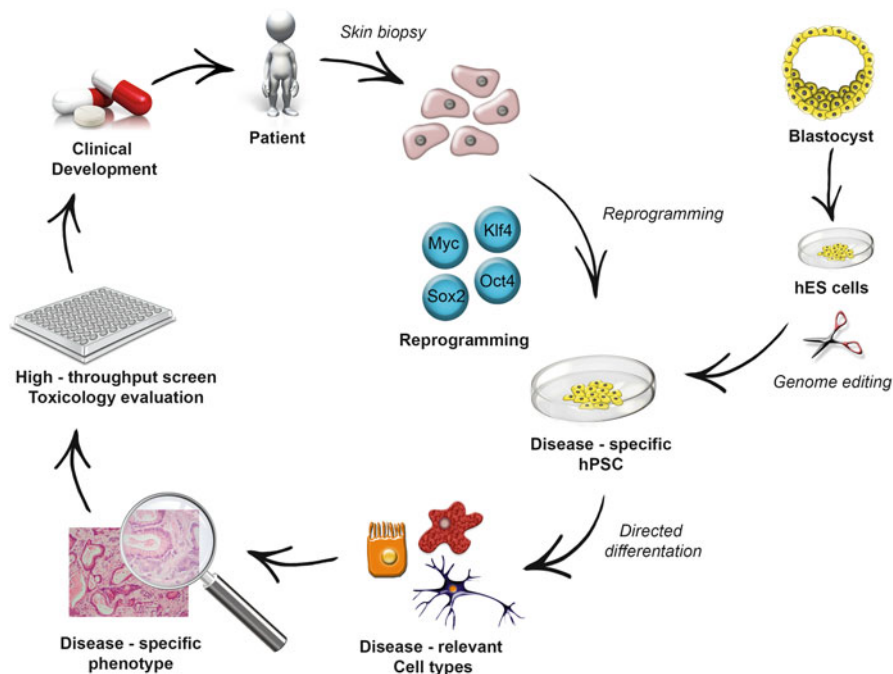 Skin biopsy
Patient
Clinical
Development
Blastocyst
Reprogramming
Myc
Klf4
Sox2
Oct4
Reprogramming
hES cells
Genome editing
High - throughput screen
Toxicology evaluation
Disease - specific
hPSC
Directed
differentation
Disease - specific
phenotype
Disease - relevant
Cell types